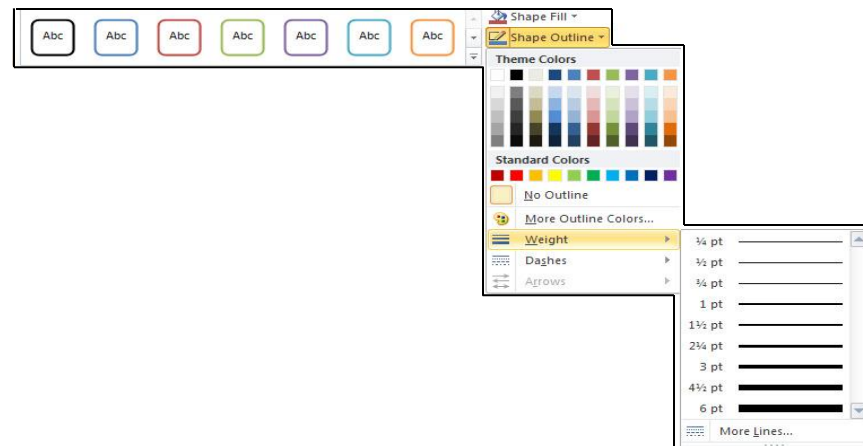 Abc Abc Abc Abc Abc Abc Abc
Shape Fill
Shape Outline
Theme Colors
Standard Colors
No Outline
More Outline Colors...
Weight
Dashes
Arrows
¼ pt
½ pt
¾ pt
1 pt
1½ pt
2¼ pt
3 pt
4½ pt
6 pt
More Lines...